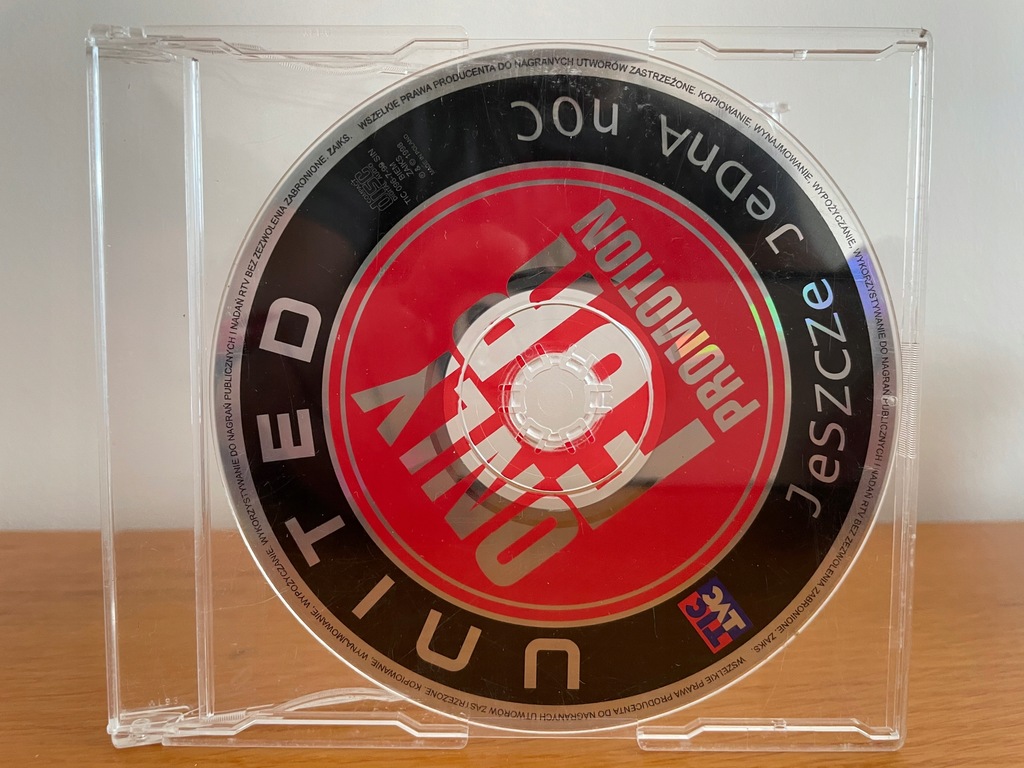 UNITED
Jeszcze Jedna noc
ONLY
FOR
PROMOTION
TIC
WSZELKIE PRAWA PRODUCENTA DO NAGRANYCH UTWORÓW ZASTRZEŻONE. KOPIOWANIE, WYNAJMOWANIE, WYPOŻYCZANIE, WYKORZYSTYWANIE DO NAGRAŃ PUBLICZNYCH I NADAŃ RTV BEZ ZEZWOLENIA ZABRONIONE. ZAIKS.
WSZELKIE PRAWA PRODUCENTA DO NAGRANYCH UTWORÓW ZASTRZEŻONE. KOPIOWANIE, WYNAJMOWANIE, WYPOŻYCZANIE, WYKORZYSTYWANIE DO NAGRAŃ PUBLICZNYCH I NADAŃ RTV BEZ ZEZWOLENIA ZABRONIONE. ZAIKS.